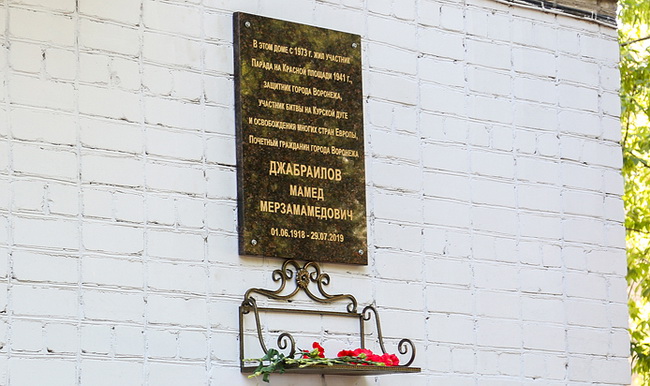 В ЭТОМ ДОМЕ С 1973 Г. ЖИЛ УЧАСТНИК
ПАРАДА НА КРАСНОЙ ПЛОЩАДИ 1941 Г.,
ЗАЩИТНИК ГОРОДА ВОРОНЕЖА,
УЧАСТНИК БИТВЫ НА КУРСКОЙ ДУГЕ
И ОСВОБОЖДЕНИЯ МНОГИХ СТРАН ЕВРОПЫ,
ПОЧЕТНЫЙ ГРАЖДАНИН ГОРОДА ВОРОНЕЖА
ДЖАБРАИЛОВ
МАМЕД
МЕРЗАМАМЕДОВИЧ
01.06.1918 - 29.07.2019